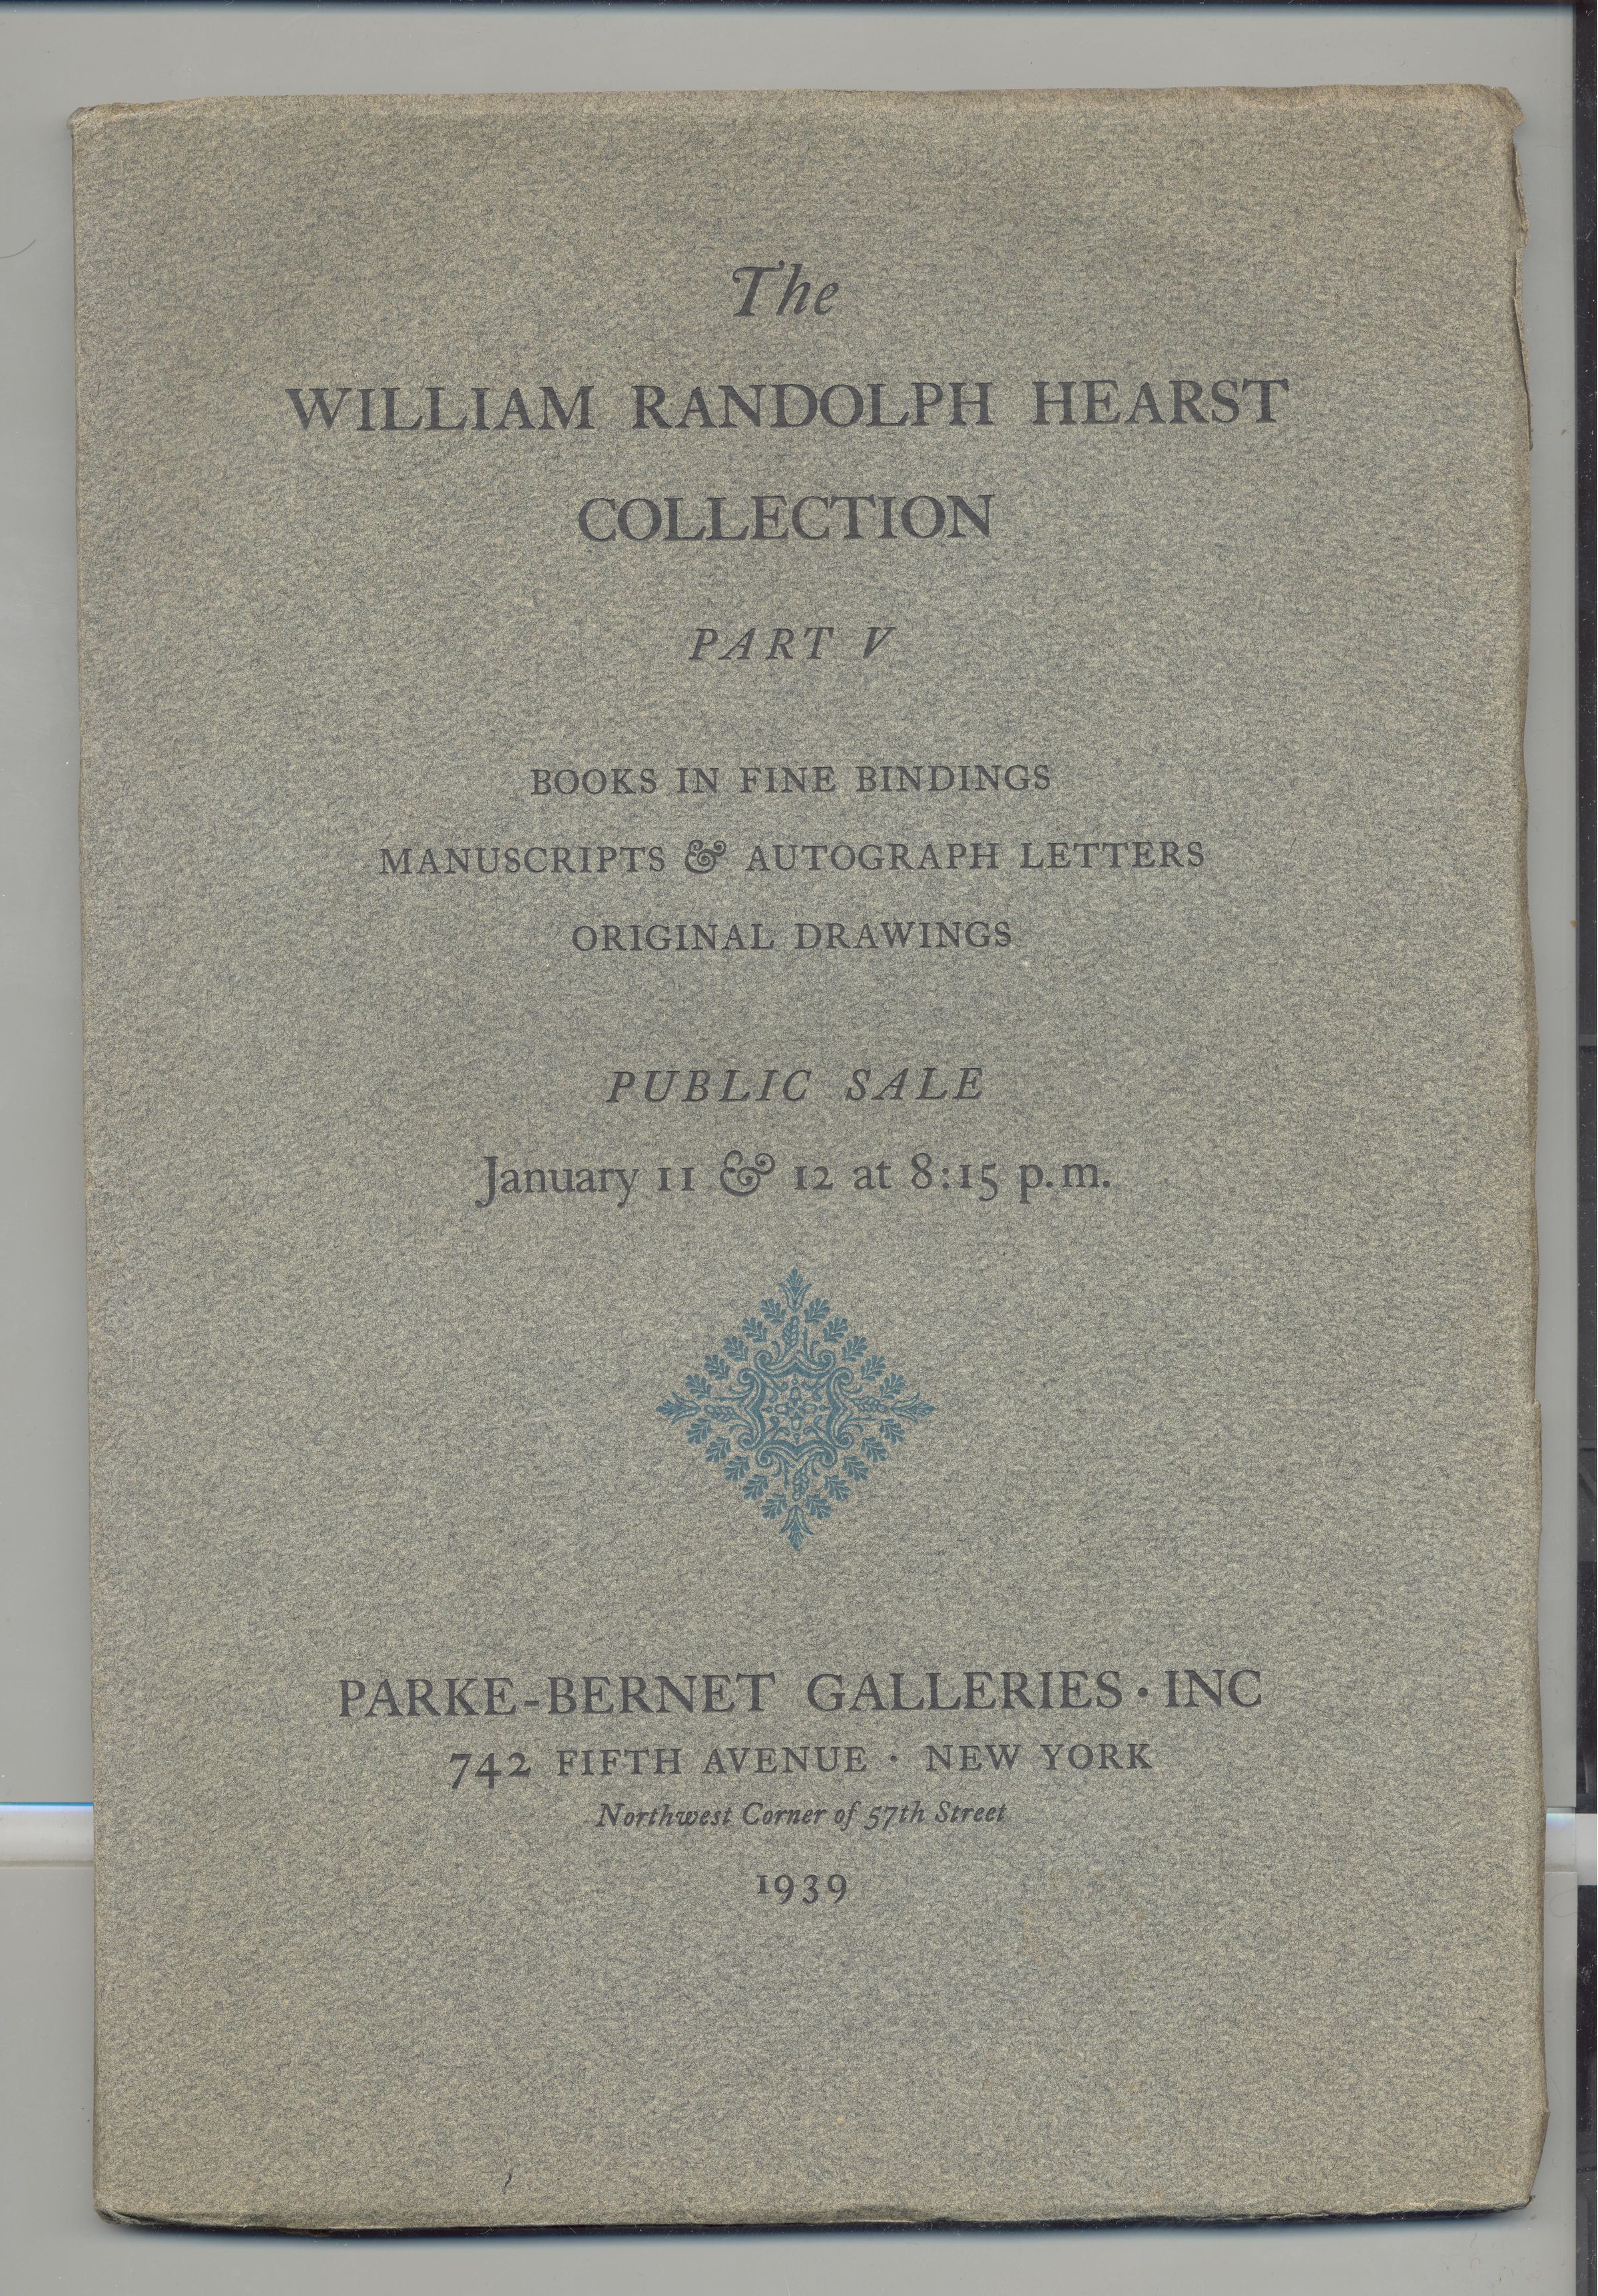 The
WILLIAM RANDOLPH HEARST
COLLECTION
PART V
BOOKS IN FINE BINDINGS
MANUSCRIPTS & AUTOGRAPH LETTERS
ORIGINAL DRAWINGS
PUBLIC SALE
January 11 & 12 at 8:15 p.m.
PARKE-BERNET GALLERIES · INC
742 FIFTH AVENUE · NEW YORK
Northwest Corner of 57th Street
1939